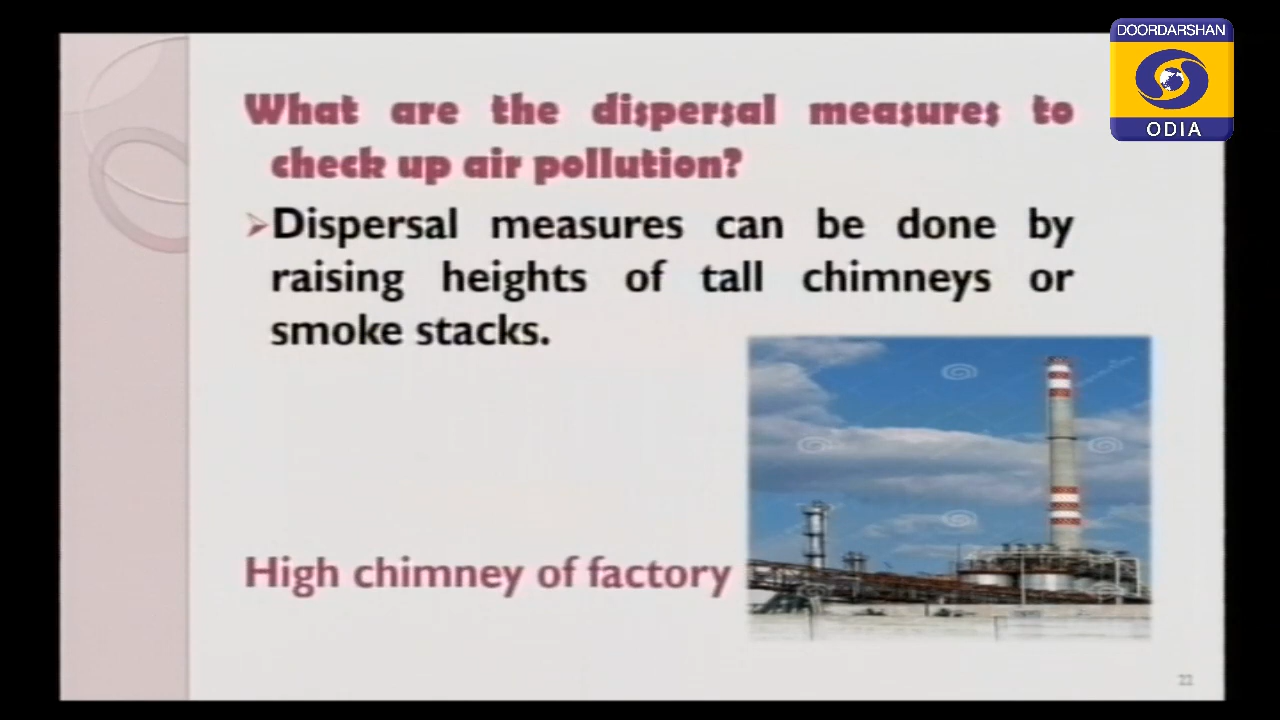 DOORDARSHAN
ODIA
What are the dispersal measures to
check up air pollution?
Dispersal measures can be done by
raising heights of tall chimneys or
smoke stacks.
High chimney of factory
22